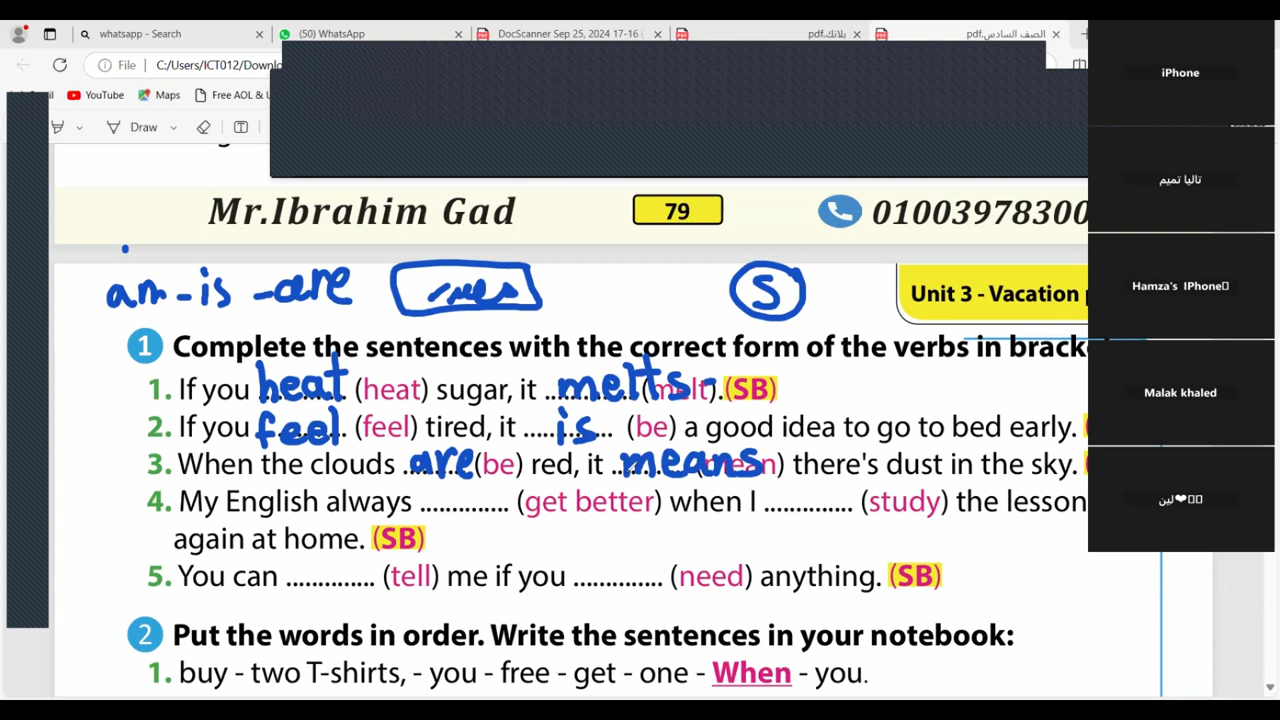 whatsapp - Search
(50) WhatsApp
DocScanner Sep 25, 2024 17-16
بلانك.pdf
الصف السادس.pdf
File
C:/Users/ICT012/Downlo
YouTube
Maps
Free AOL & U
Draw
Mr.Ibrahim Gad
79
01003978300
am - is - are
S
Unit 3 - Vacation
1 Complete the sentences with the correct form of the verbs in bracke
1. If you heat (heat) sugar, it melts (melt). (SB)
2. If you feel (feel) tired, it is (be) a good idea to go to bed early.
3. When the clouds are (be) red, it means (mean) there's dust in the sky.
4. My English always .............. (get better) when I .............. (study) the lesson
again at home. (SB)
5. You can .............. (tell) me if you .............. (need) anything. (SB)
2 Put the words in order. Write the sentences in your notebook:
1. buy - two T-shirts, - you - free - get - one - When - you.
iPhone
تاليا تميم
Hamza's IPhone
Malak khaled
لين❤